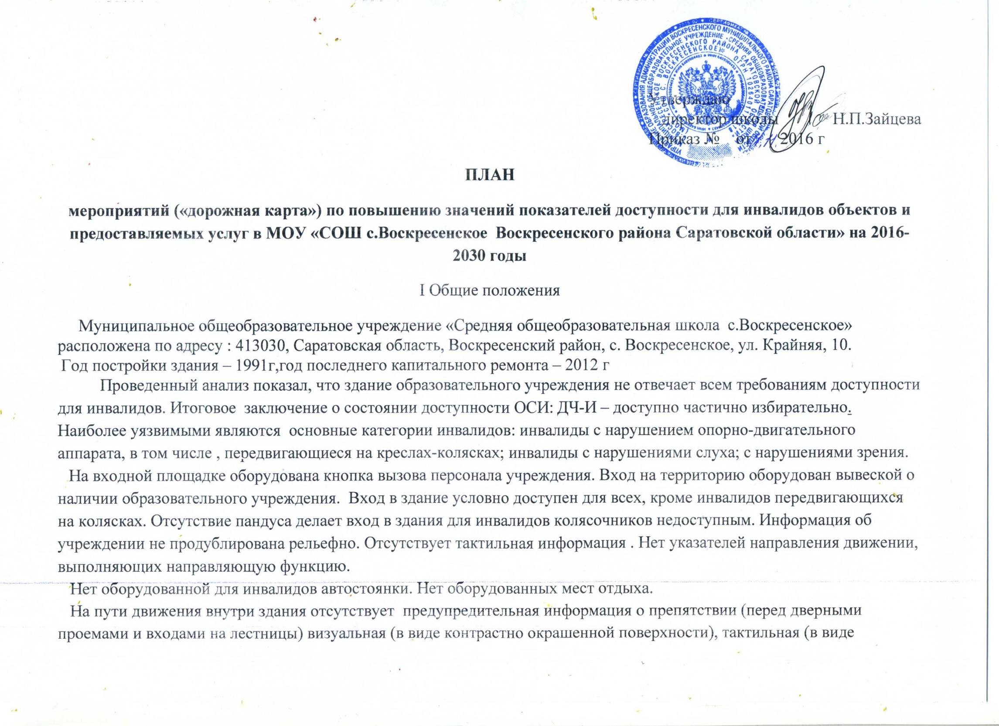 УПРАВЛЕНИЕ ОБРАЗОВАНИЯ АДМИНИСТРАЦИИ ВОСКРЕСЕНСКОГО МУНИЦИПАЛЬНОГО РАЙОНА САРАТОВСКОЙ ОБЛАСТИ
Утверждаю
директор школы Н.П.Зайцева
Приказ № от 2016 г
ПЛАН
мероприятий («дорожная карта») по повышению значений показателей доступности для инвалидов объектов и
предоставляемых услуг в МОУ «СОШ с.Воскресенское Воскресенского района Саратовской области» на 2016-
2030 годы
I Общие положения
Муниципальное общеобразовательное учреждение «Средняя общеобразовательная школа с.Воскресенское»
расположена по адресу : 413030, Саратовская область, Воскресенский район, с. Воскресенское, ул. Крайняя, 10.
Год постройки здания – 1991г,год последнего капитального ремонта – 2012 г
Проведенный анализ показал, что здание образовательного учреждения не отвечает всем требованиям доступности
для инвалидов. Итоговое заключение о состоянии доступности ОСИ: ДЧ-И – доступно частично избирательно.
Наиболее уязвимыми являются основные категории инвалидов: инвалиды с нарушением опорно-двигательного
аппарата, в том числе , передвигающиеся на креслах-колясках; инвалиды с нарушениями слуха; с нарушениями зрения.
На входной площадке оборудована кнопка вызова персонала учреждения. Вход на территорию оборудован вывеской о
наличии образовательного учреждения. Вход в здание условно доступен для всех, кроме инвалидов передвигающихся
на колясках. Отсутствие пандуса делает вход в здания для инвалидов колясочников недоступным. Информация об
учреждении не продублирована рельефно. Отсутствует тактильная информация . Нет указателей направления движении,
выполняющих направляющую функцию.
Нет оборудованной для инвалидов автостоянки. Нет оборудованных мест отдыха.
На пути движения внутри здания отсутствует предупредительная информация о препятствии (перед дверными
проемами и входами на лестницы) визуальная (в виде контрастно окрашенной поверхности), тактильная (в виде